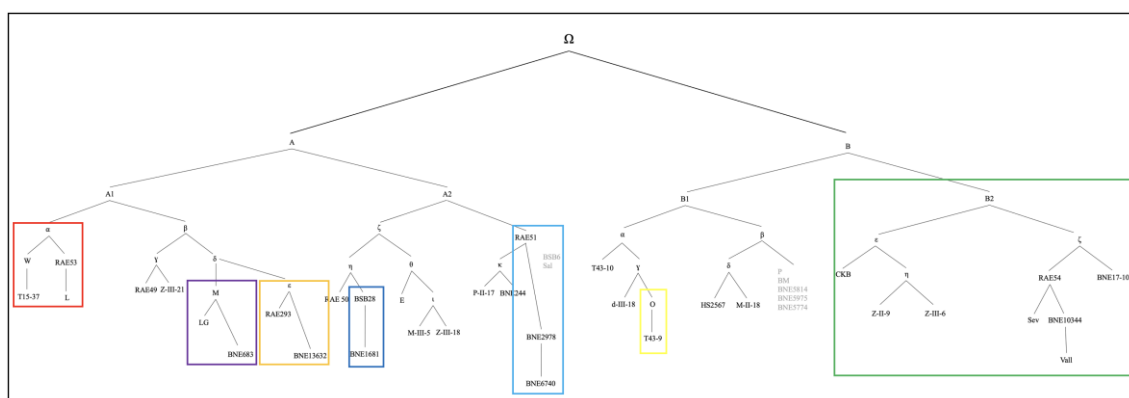 Ω
A
B
A1
A2
B1
B2
α
β
ζ
RAE51
α
β
ε
ζ
BSB6
Sal
W
RAE53
γ
δ
η
θ
κ
T43-10
γ
δ
P
BM
BNE5814
BNE5975
BNE5774
CKB
η
RAE54
BNE17-10
T15-37
L
RAE49
Z-III-21
M
ε
RAE 50
BSB28
E
ι
P-II-17
BNE244
d-III-18
O
HS2567
M-II-18
LG
RAE293
M-III-5
Z-III-18
Z-II-9
Z-III-6
Sev
BNE10344
BNE683
BNE13632
BNE1681
BNE2978
T43-9
Vall
BNE6740